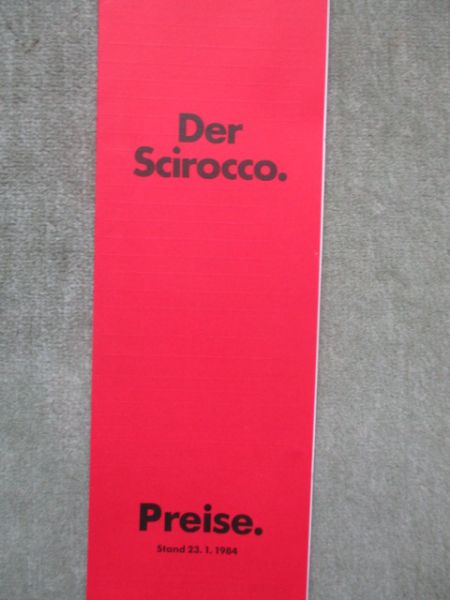 Der
Scirocco.
Preise.
Stand 23. 1. 1984